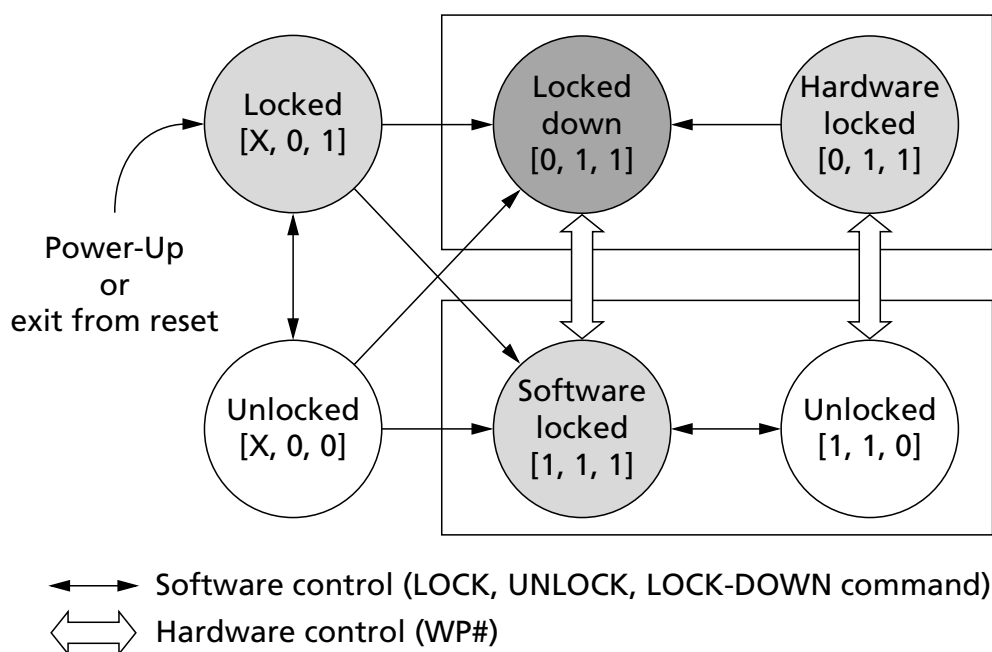 Locked
[X, 0, 1]
Locked
down
[0, 1, 1]
Hardware
locked
[0, 1, 1]
Power-Up
or
exit from reset
Unlocked
[X, 0, 0]
Software
locked
[1, 1, 1]
Unlocked
[1, 1, 0]
Software control (LOCK, UNLOCK, LOCK-DOWN command)
Hardware control (WP#)